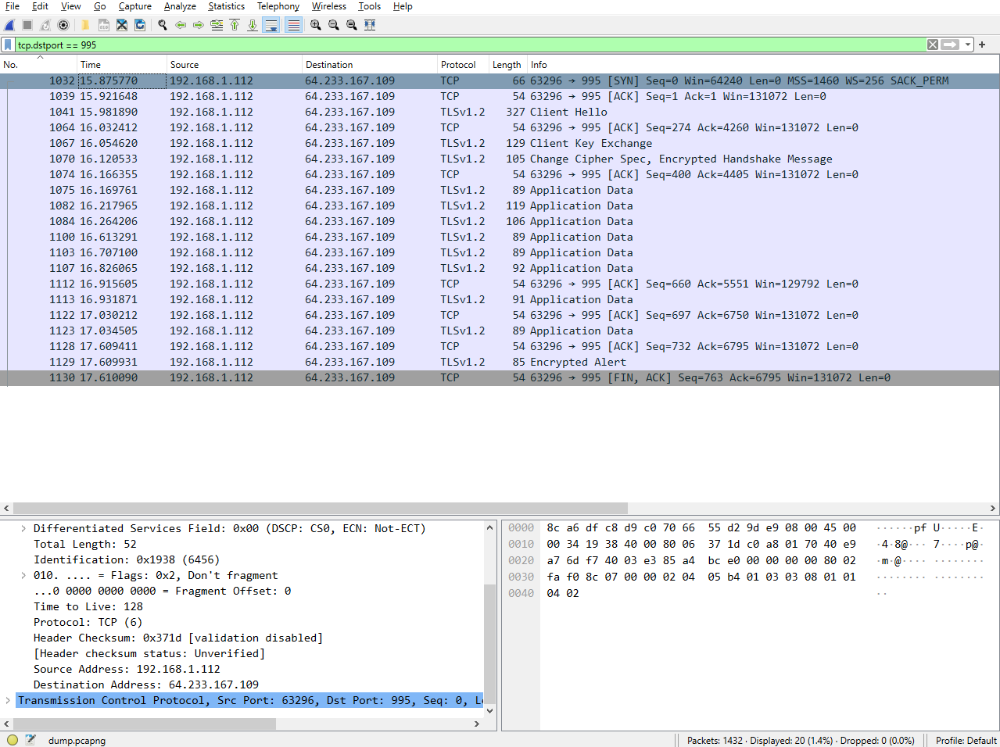 File Edit View Go Capture Analyze Statistics Telephony Wireless Tools Help
tcp.dstport == 995
No. Time Source Destination Protocol Length Info
1032 15.875770 192.168.1.112 64.233.167.109 TCP 66 63296 → 995 [SYN] Seq=0 Win=64240 Len=0 MSS=1460 WS=256 SACK_PERM
1039 15.921648 192.168.1.112 64.233.167.109 TCP 54 63296 → 995 [ACK] Seq=1 Ack=1 Win=131072 Len=0
1041 15.981890 192.168.1.112 64.233.167.109 TLSv1.2 327 Client Hello
1064 16.032412 192.168.1.112 64.233.167.109 TCP 54 63296 → 995 [ACK] Seq=274 Ack=4260 Win=131072 Len=0
1067 16.054620 192.168.1.112 64.233.167.109 TLSv1.2 129 Client Key Exchange
1070 16.120533 192.168.1.112 64.233.167.109 TLSv1.2 105 Change Cipher Spec, Encrypted Handshake Message
1074 16.166355 192.168.1.112 64.233.167.109 TCP 54 63296 → 995 [ACK] Seq=400 Ack=4405 Win=131072 Len=0
1075 16.169761 192.168.1.112 64.233.167.109 TLSv1.2 89 Application Data
1082 16.217965 192.168.1.112 64.233.167.109 TLSv1.2 119 Application Data
1084 16.264206 192.168.1.112 64.233.167.109 TLSv1.2 106 Application Data
1100 16.613291 192.168.1.112 64.233.167.109 TLSv1.2 89 Application Data
1103 16.707100 192.168.1.112 64.233.167.109 TLSv1.2 89 Application Data
1107 16.826065 192.168.1.112 64.233.167.109 TLSv1.2 92 Application Data
1112 16.915605 192.168.1.112 64.233.167.109 TCP 54 63296 → 995 [ACK] Seq=660 Ack=5551 Win=129792 Len=0
1113 16.931871 192.168.1.112 64.233.167.109 TLSv1.2 91 Application Data
1122 17.030212 192.168.1.112 64.233.167.109 TCP 54 63296 → 995 [ACK] Seq=697 Ack=6750 Win=131072 Len=0
1123 17.034505 192.168.1.112 64.233.167.109 TLSv1.2 89 Application Data
1128 17.609411 192.168.1.112 64.233.167.109 TCP 54 63296 → 995 [ACK] Seq=732 Ack=6795 Win=131072 Len=0
1129 17.609931 192.168.1.112 64.233.167.109 TLSv1.2 85 Encrypted Alert
1130 17.610090 192.168.1.112 64.233.167.109 TCP 54 63296 → 995 [FIN, ACK] Seq=763 Ack=6795 Win=131072 Len=0
Differentiated Services Field: 0x00 (DSCP: CS0, ECN: Not-ECT)
Total Length: 52
Identification: 0x1938 (6456)
010. .... = Flags: 0x2, Don't fragment
...0 0000 0000 0000 = Fragment Offset: 0
Time to Live: 128
Protocol: TCP (6)
Header Checksum: 0x371d [validation disabled]
[Header checksum status: Unverified]
Source Address: 192.168.1.112
Destination Address: 64.233.167.109
Transmission Control Protocol, Src Port: 63296, Dst Port: 995, Seq: 0, L
0000 8c a6 df c8 d9 c0 70 66 55 d2 9d e9 08 00 45 00 ······pf U·····E·
0010 00 34 19 38 40 00 80 06 37 1d c0 a8 01 70 40 e9 ·4·8@··· 7····p@·
0020 a7 6d f7 40 03 e3 85 a4 bc e0 00 00 00 00 80 02 ·m·@···· ········
0030 fa f0 8c 07 00 00 02 04 05 b4 01 03 03 08 01 01 ········ ········
0040 04 02 ··
dump.pcapng
Packets: 1432 · Displayed: 20 (1.4%) · Dropped: 0 (0.0%)
Profile: Default